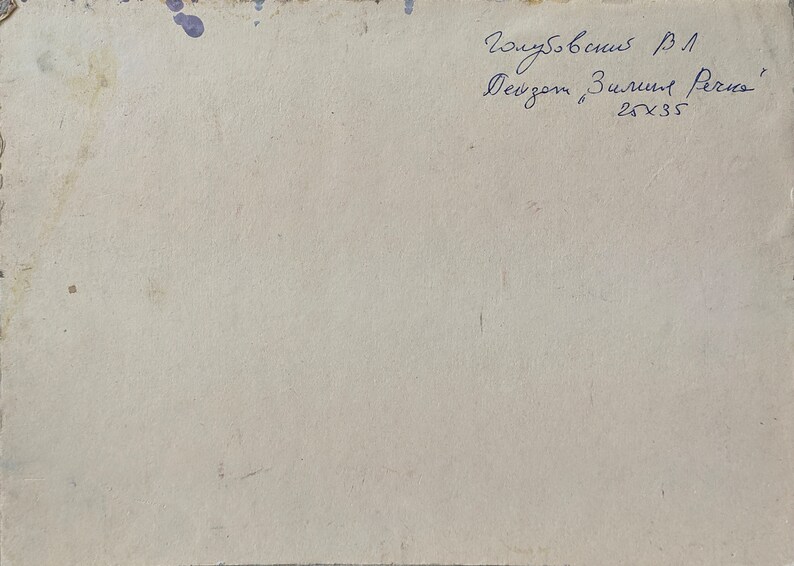 Голубовский В Л
Пейзаж „Зимняя Речка"
25х35